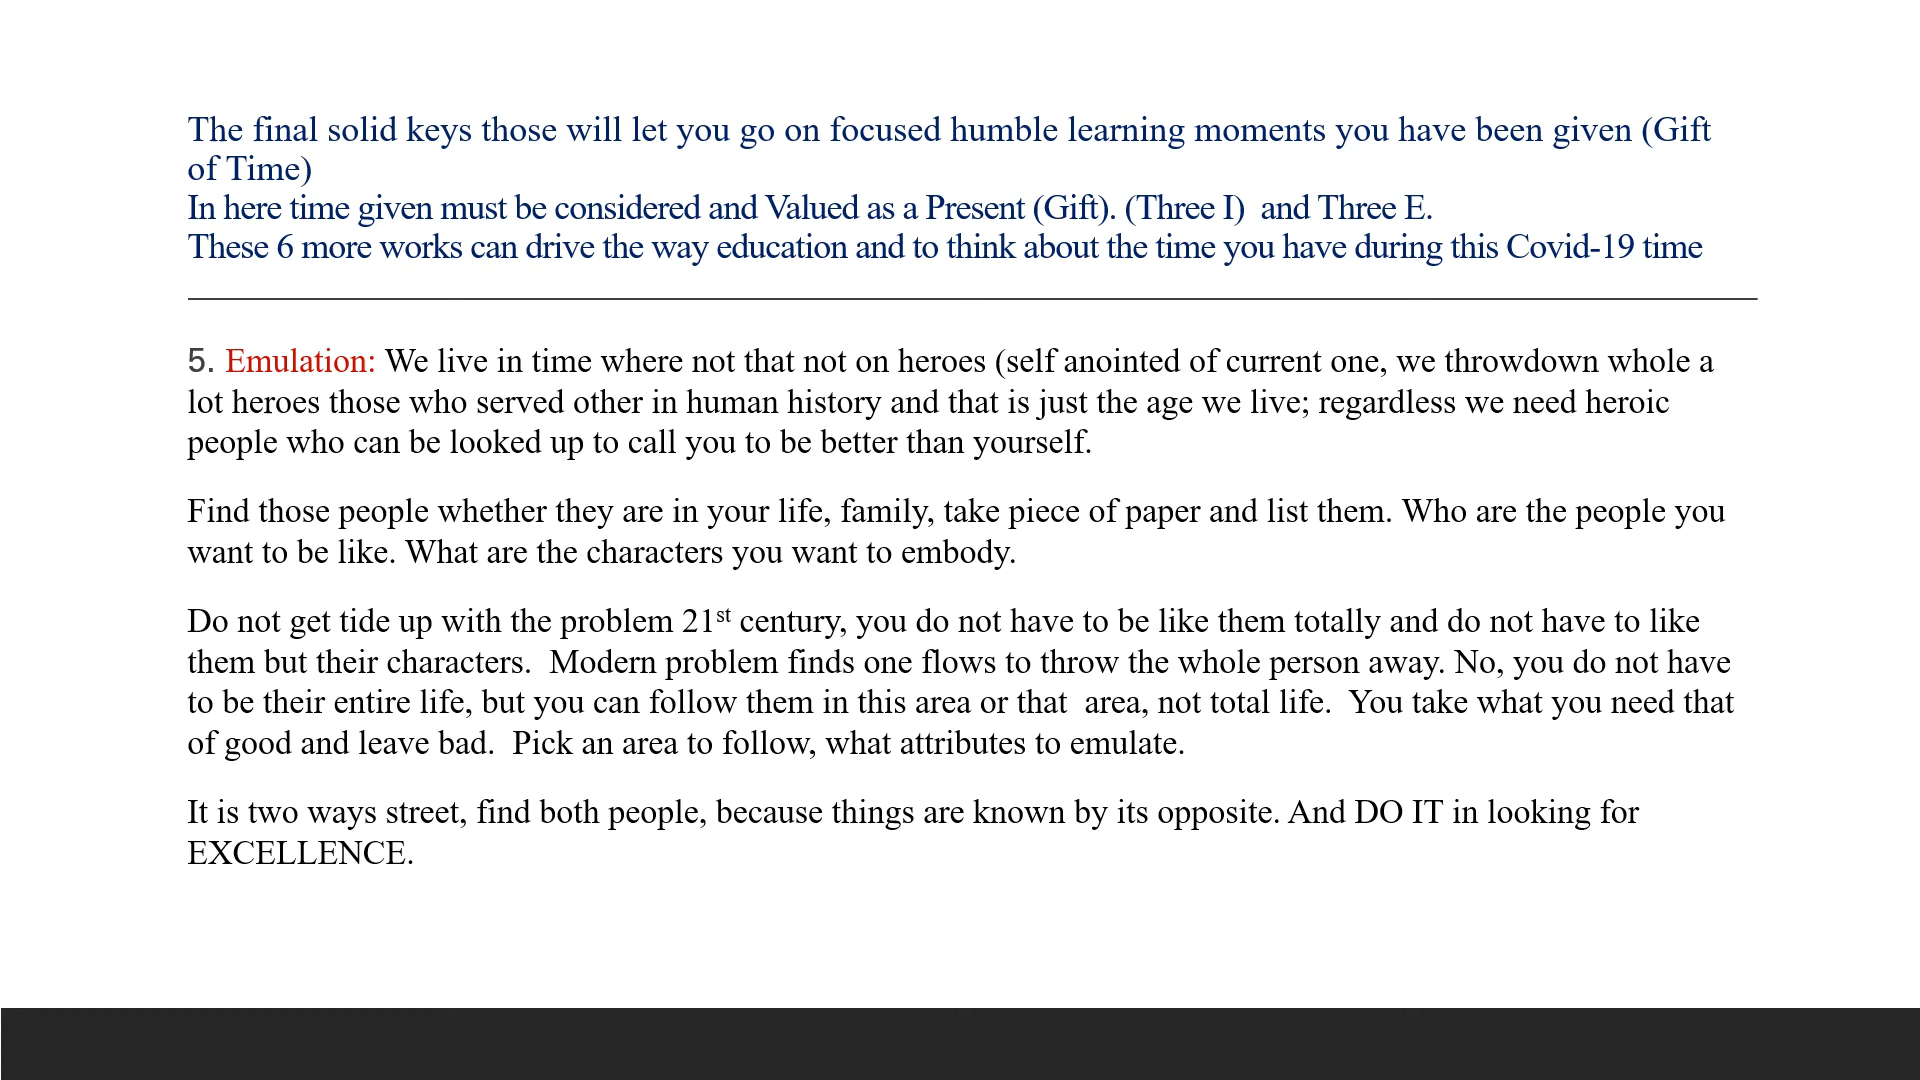 The final solid keys those will let you go on focused humble learning moments you have been given (Gift
of Time)
In here time given must be considered and Valued as a Present (Gift). (Three I)  and Three E.
These 6 more works can drive the way education and to think about the time you have during this Covid-19 time
5. Emulation: We live in time where not that not on heroes (self anointed of current one, we throwdown whole a
lot heroes those who served other in human history and that is just the age we live; regardless we need heroic
people who can be looked up to call you to be better than yourself.
Find those people whether they are in your life, family, take piece of paper and list them. Who are the people you
want to be like. What are the characters you want to embody.
Do not get tide up with the problem 21st century, you do not have to be like them totally and do not have to like
them but their characters.  Modern problem finds one flows to throw the whole person away. No, you do not have
to be their entire life, but you can follow them in this area or that  area, not total life.  You take what you need that
of good and leave bad.  Pick an area to follow, what attributes to emulate.
It is two ways street, find both people, because things are known by its opposite. And DO IT in looking for
EXCELLENCE.